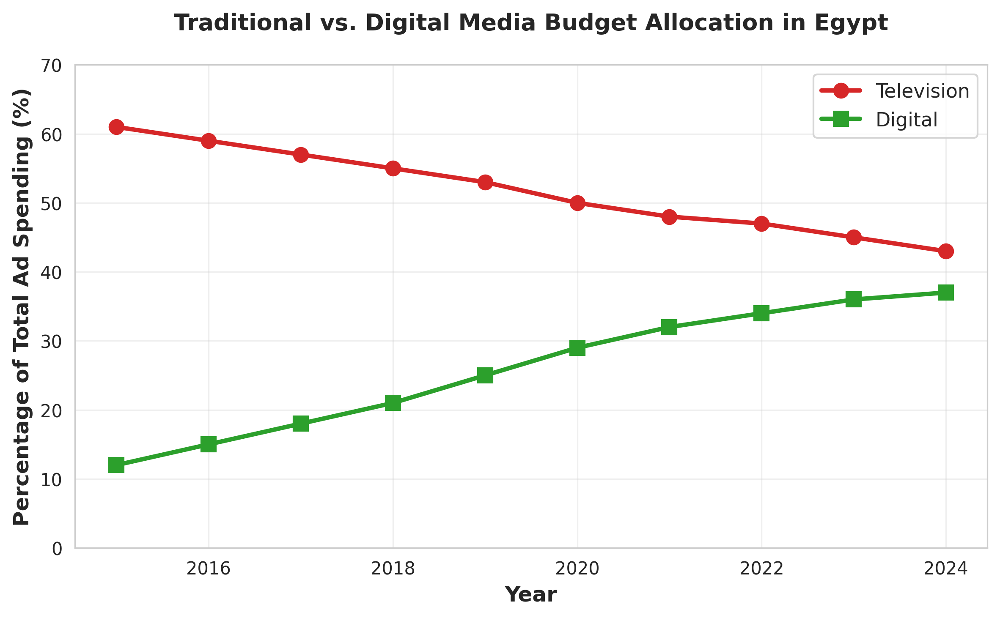 Traditional vs. Digital Media Budget Allocation in Egypt
Percentage of Total Ad Spending (%)
70
60
50
40
30
20
10
0
Television
Digital
2016
2018
2020
2022
2024
Year